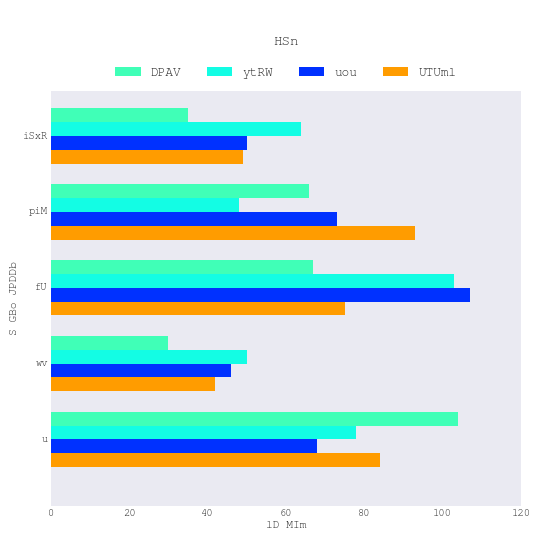 HSn
DPAV ytRW uou UTUml
iSxR
piM
fU
wv
u
S GBo JPDDb
0 20 40 60 80 100 120
lD MIm